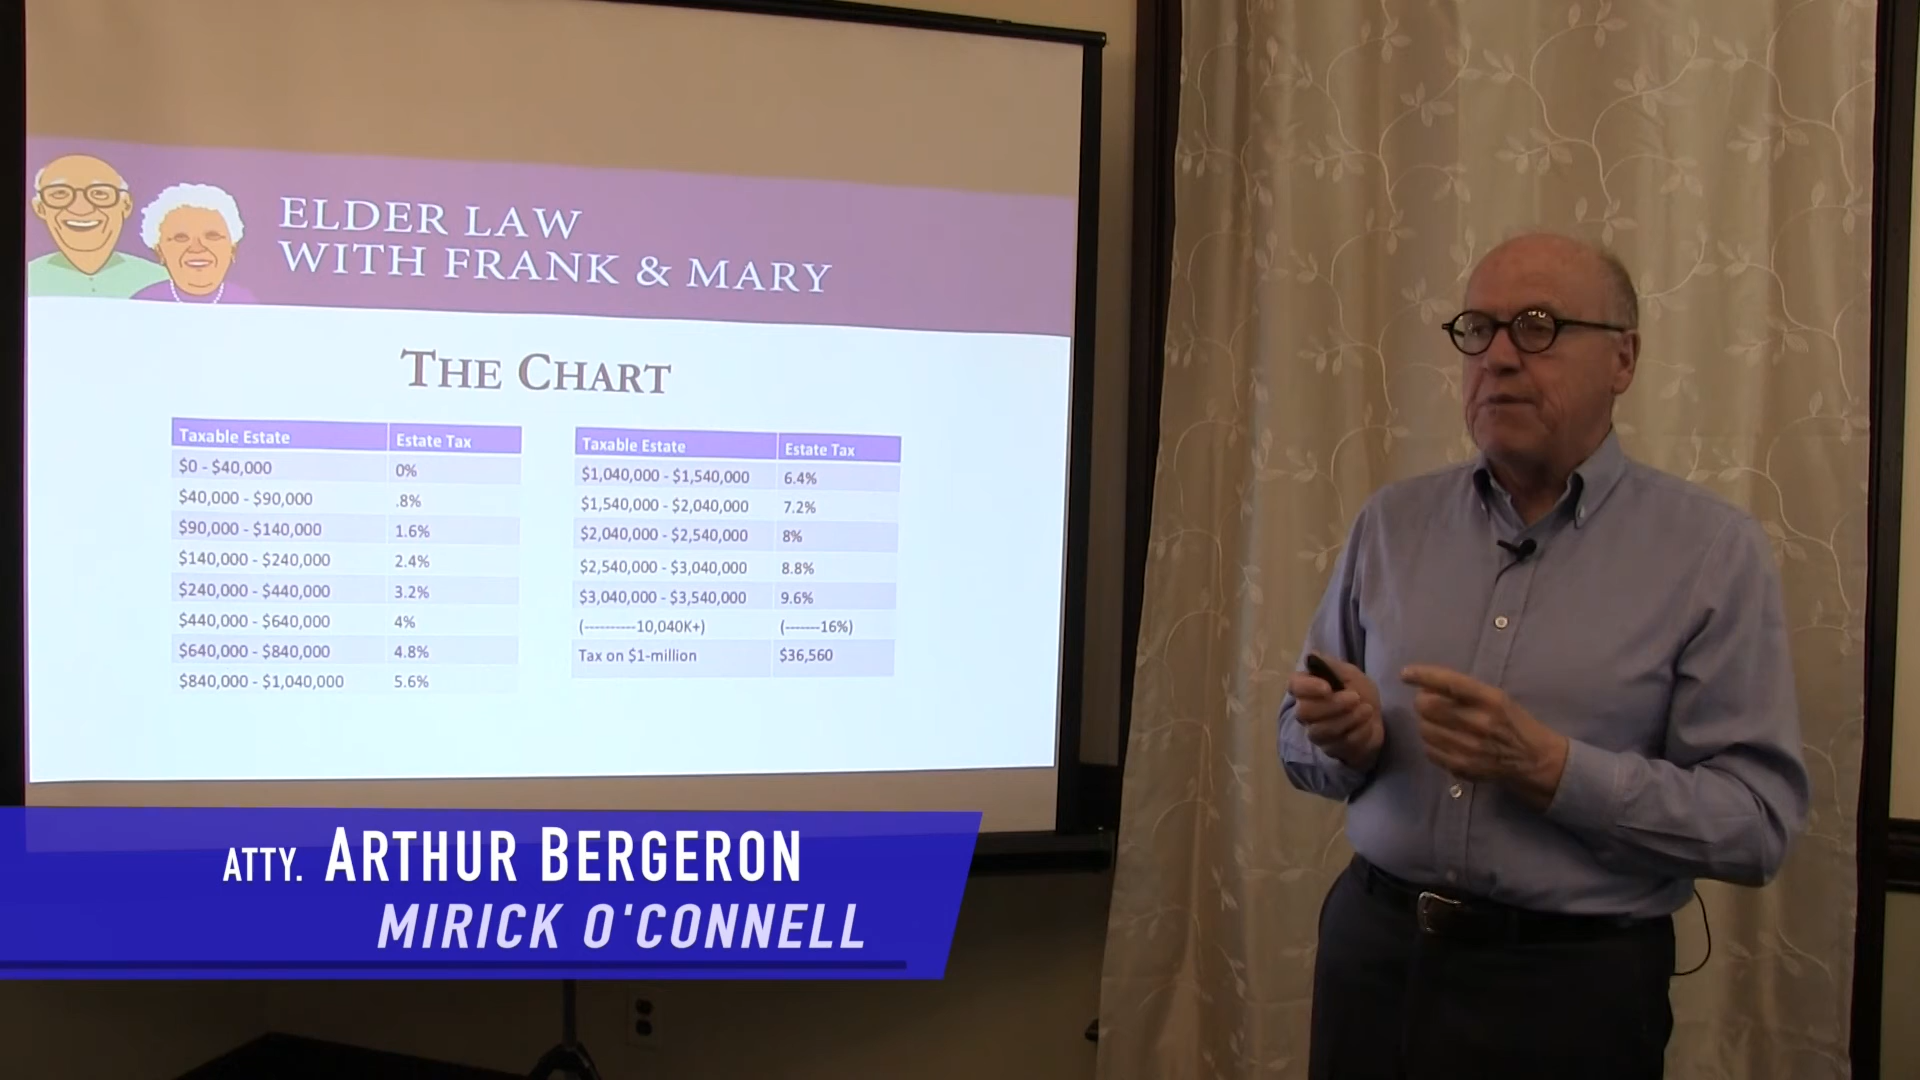 ELDER LAW
WITH FRANK & MARY
THE CHART
Taxable Estate Estate Tax
$0 - $40,000 0%
$40,000 - $90,000 .8%
$90,000 - $140,000 1.6%
$140,000 - $240,000 2.4%
$240,000 - $440,000 3.2%
$440,000 - $640,000 4%
$640,000 - $840,000 4.8%
$840,000 - $1,040,000 5.6%
Taxable Estate Estate Tax
$1,040,000 - $1,540,000 6.4%
$1,540,000 - $2,040,000 7.2%
$2,040,000 - $2,540,000 8%
$2,540,000 - $3,040,000 8.8%
$3,040,000 - $3,540,000 9.6%
(----------10,040K+) (-------16%)
Tax on $1-million $36,560
ATTY. ARTHUR BERGERON
MIRICK O'CONNELL